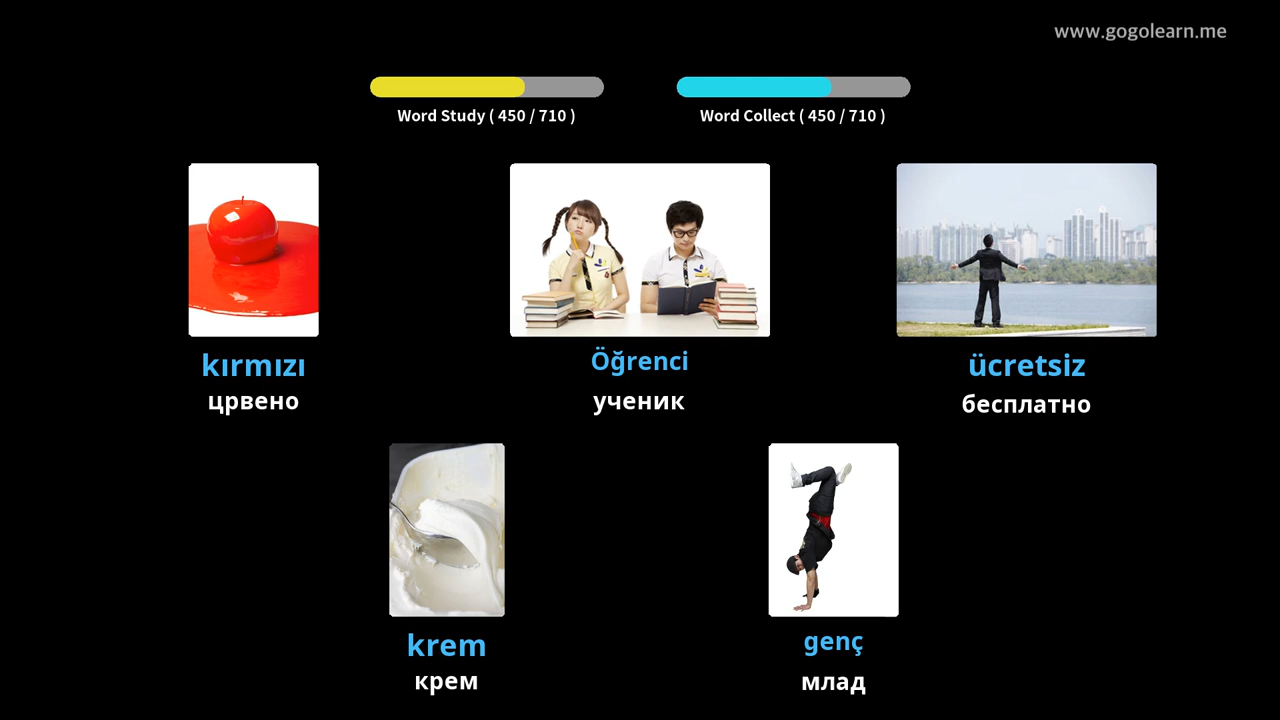 www.gogolearn.me
Word Study ( 450 / 710 )
Word Collect ( 450 / 710 )
kırmızı
црвено
Öğrenci
ученик
ücretsiz
бесплатно
krem
крем
genç
млад